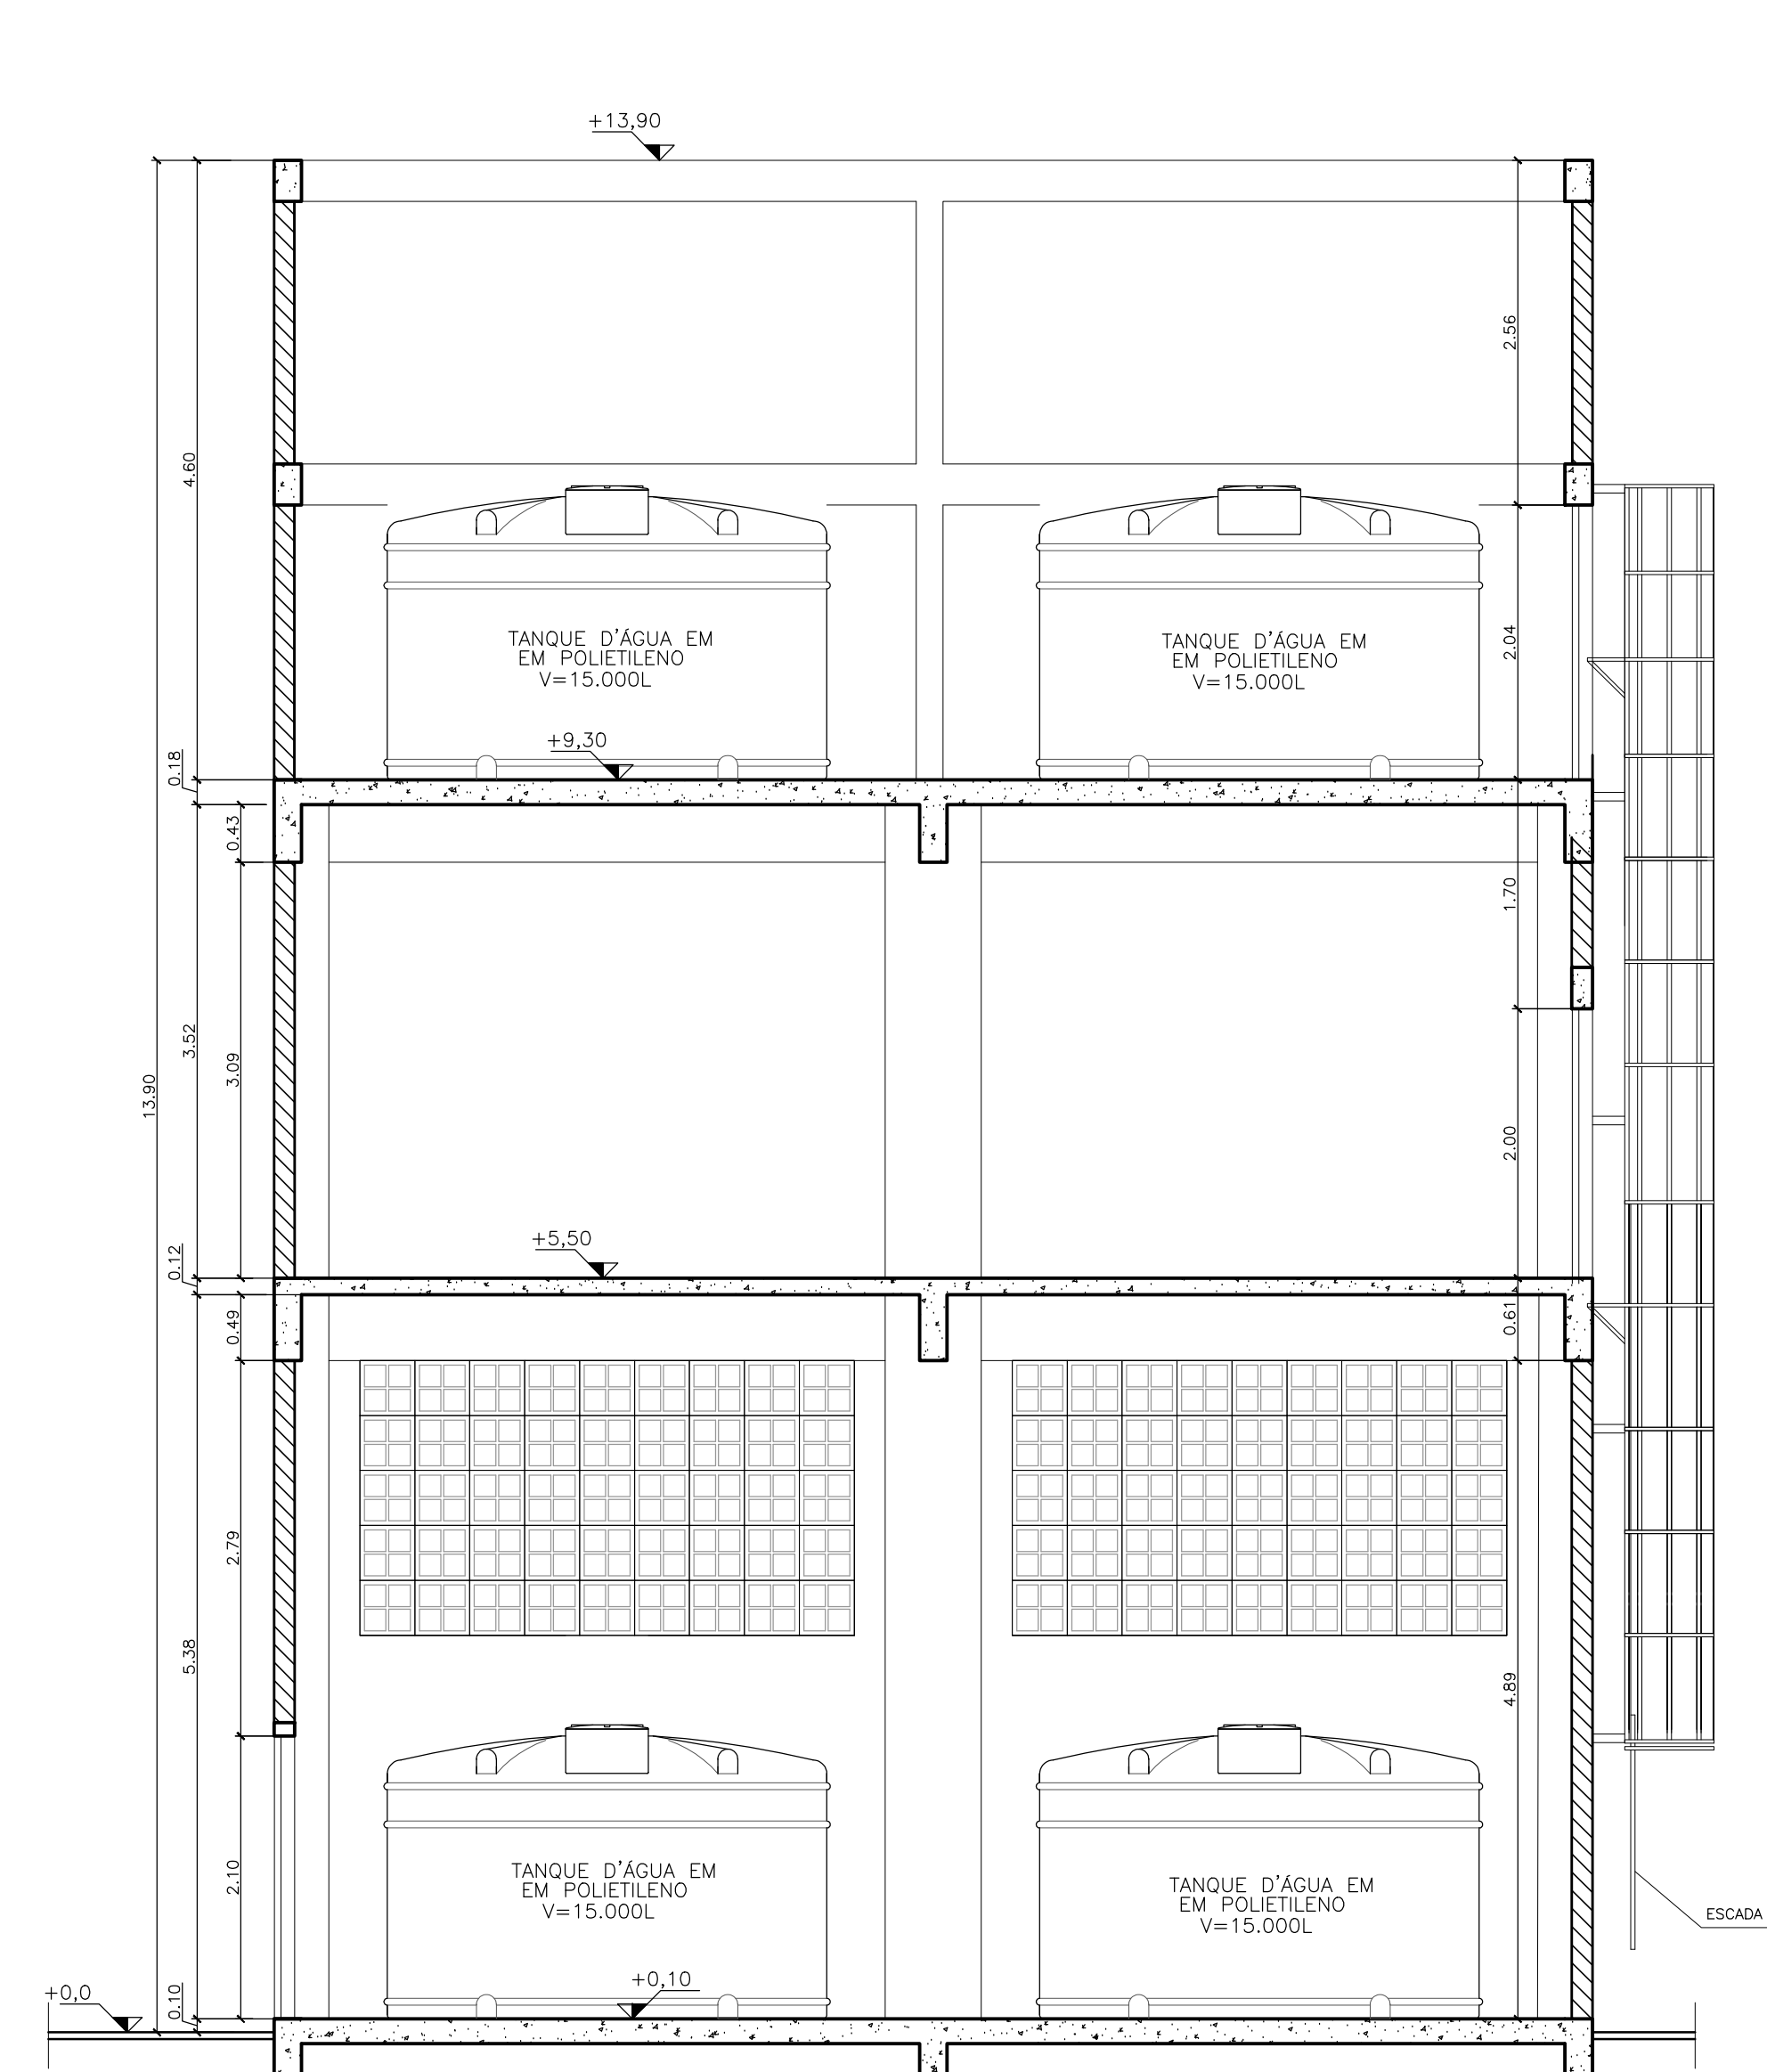 +13,90
2.56
4.60
TANQUE D'ÁGUA EM
EM POLIETILENO
V=15.000L
TANQUE D'ÁGUA EM
EM POLIETILENO
V=15.000L
2.04
+9,30
0.18
0.43
1.70
3.52
3.09
13.90
2.00
+5,50
0.12
0.49
0.61
2.79
5.38
4.89
TANQUE D'ÁGUA EM
EM POLIETILENO
V=15.000L
TANQUE D'ÁGUA EM
EM POLIETILENO
V=15.000L
2.10
ESCADA
+0,0
0.10
+0,10